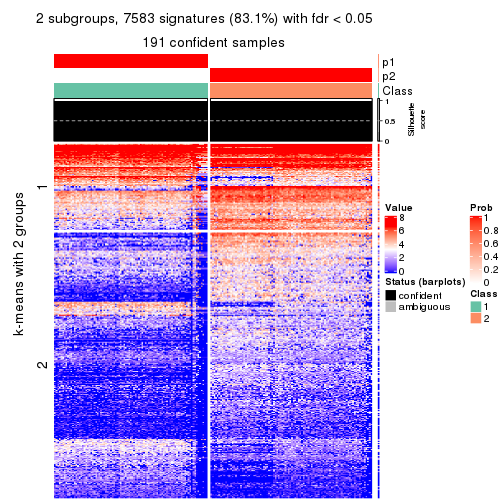 2 subgroups, 7583 signatures (83.1%) with fdr < 0.05
191 confident samples
p1
p2
Class
1
0.5
0
Silhouette
score
k-means with 2 groups
1
2
Value
8
6
4
2
0
Prob
1
0.8
0.6
0.4
0.2
0
Status (barplots)
confident
ambiguous
Class
1
2